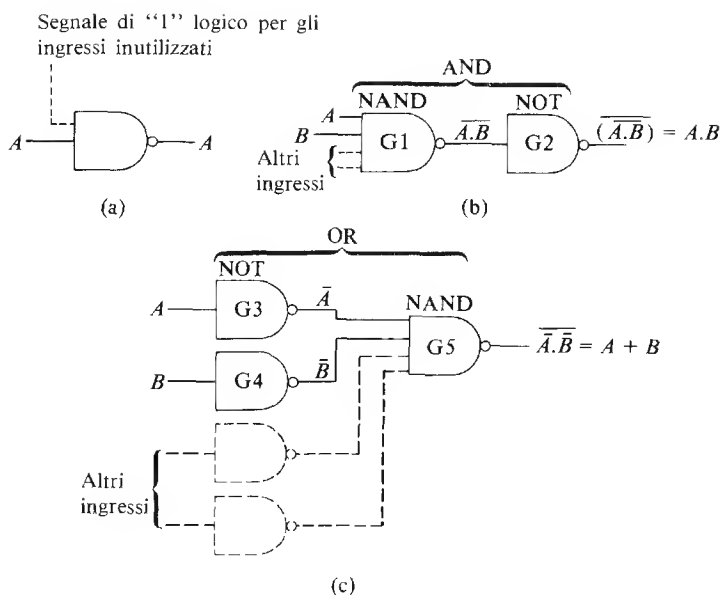 Segnale di “1” logico per gli
ingressi inutilizzati
A
A
(a)
AND
NAND
NOT
A
B
G1
A̅.̅B̅
G2
(A̅.̅B̅)̅ = A.B
Altri
ingressi
(b)
OR
NOT
A
G3
A̅
NAND
G5
A̅.B̅ = A + B
B
G4
B̅
Altri
ingressi
(c)